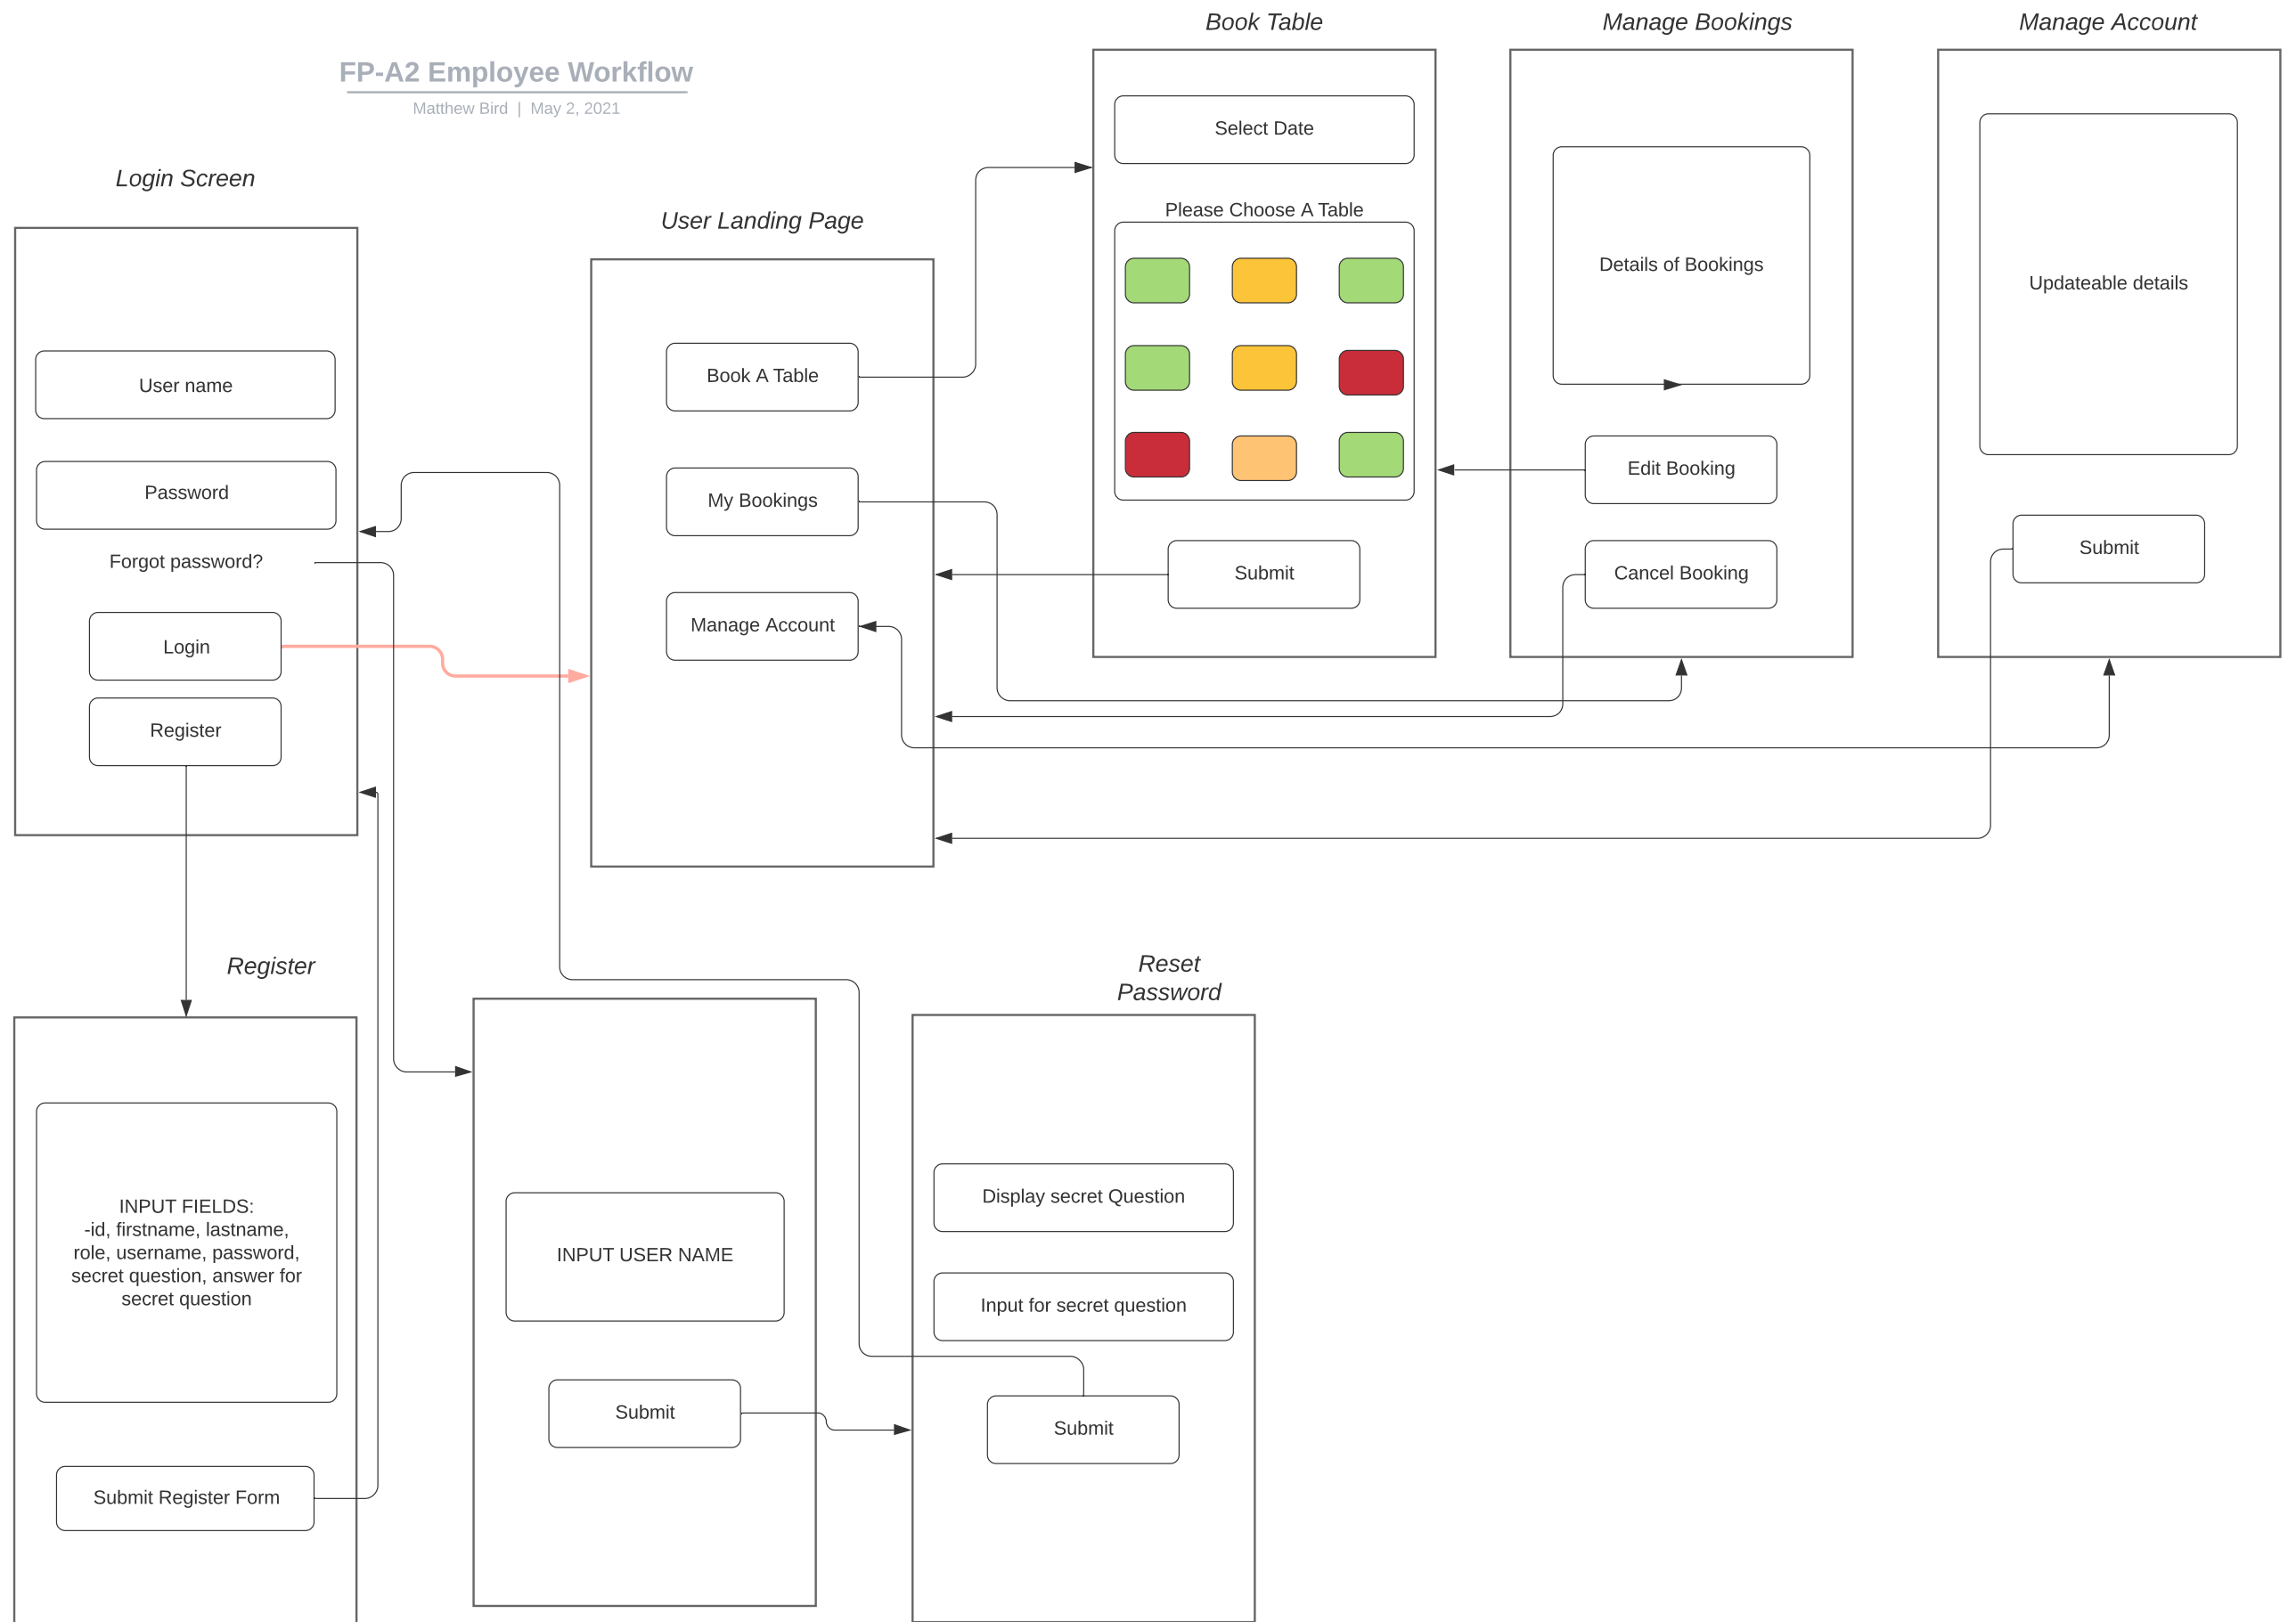 FP-A2 Employee Workflow
Matthew Bird | May 2, 2021
Login Screen
User name
Password
Forgot password?
Login
Register
User Landing Page
Book A Table
My Bookings
Manage Account
Book Table
Select Date
Please Choose A Table
Submit
Manage Bookings
Details of Bookings
Edit Booking
Cancel Booking
Manage Account
Updateable details
Submit
Register
INPUT FIELDS:
-id, firstname, lastname,
role, username, password,
secret question, answer for
secret question
Submit Register Form
INPUT USER NAME
Submit
Reset
Password
Display secret Question
Input for secret question
Submit